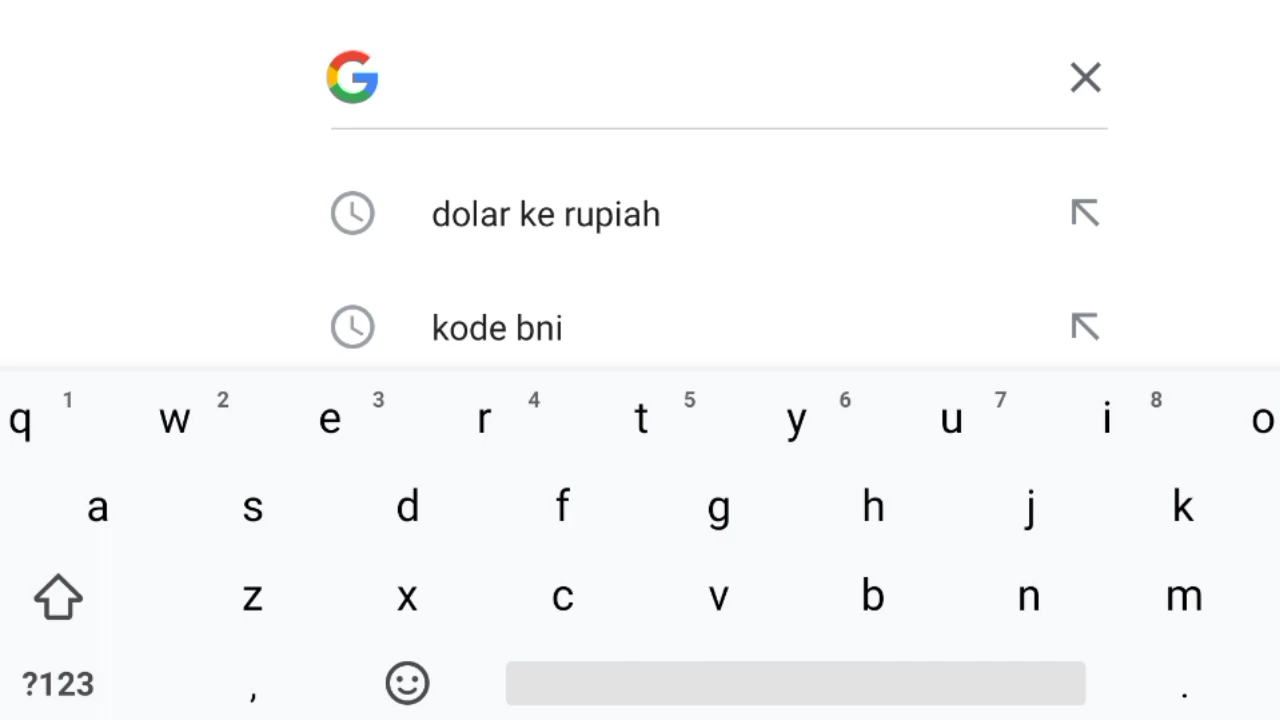 dolar ke rupiah
kode bni
q 1 w 2 e 3 r 4 t 5 y 6 u 7 i 8 o
a s d f g h j k
z x c v b n m
?123 , .